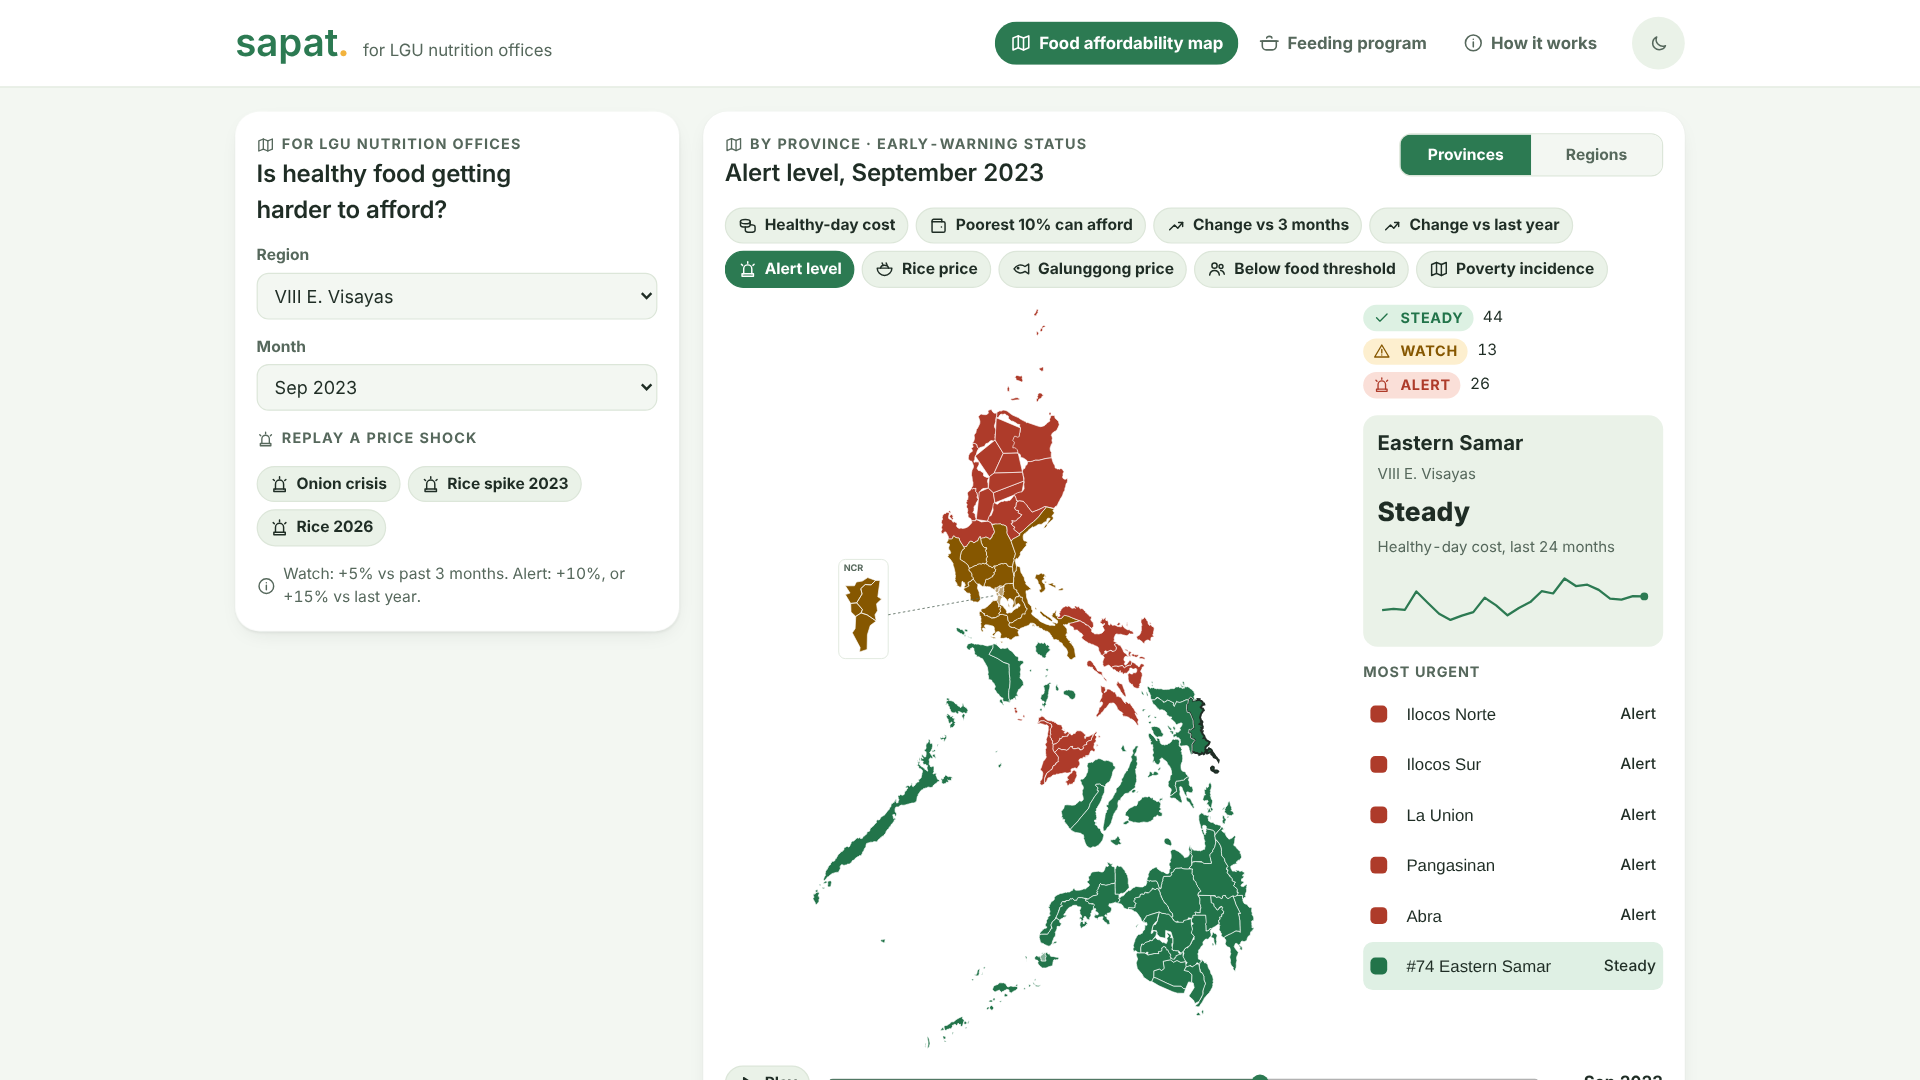 sapat. for LGU nutrition offices
Food affordability map
Feeding program
How it works
FOR LGU NUTRITION OFFICES
Is healthy food getting
harder to afford?
Region
VIII E. Visayas
Month
Sep 2023
REPLAY A PRICE SHOCK
Onion crisis
Rice spike 2023
Rice 2026
Watch: +5% vs past 3 months. Alert: +10%, or
+15% vs last year.
BY PROVINCE · EARLY-WARNING STATUS
Alert level, September 2023
Provinces
Regions
Healthy-day cost
Poorest 10% can afford
Change vs 3 months
Change vs last year
Alert level
Rice price
Galunggong price
Below food threshold
Poverty incidence
NCR
STEADY 44
WATCH 13
ALERT 26
Eastern Samar
VIII E. Visayas
Steady
Healthy-day cost, last 24 months
MOST URGENT
Ilocos Norte Alert
Ilocos Sur Alert
La Union Alert
Pangasinan Alert
Abra Alert
#74 Eastern Samar Steady
Play
Sep 2023